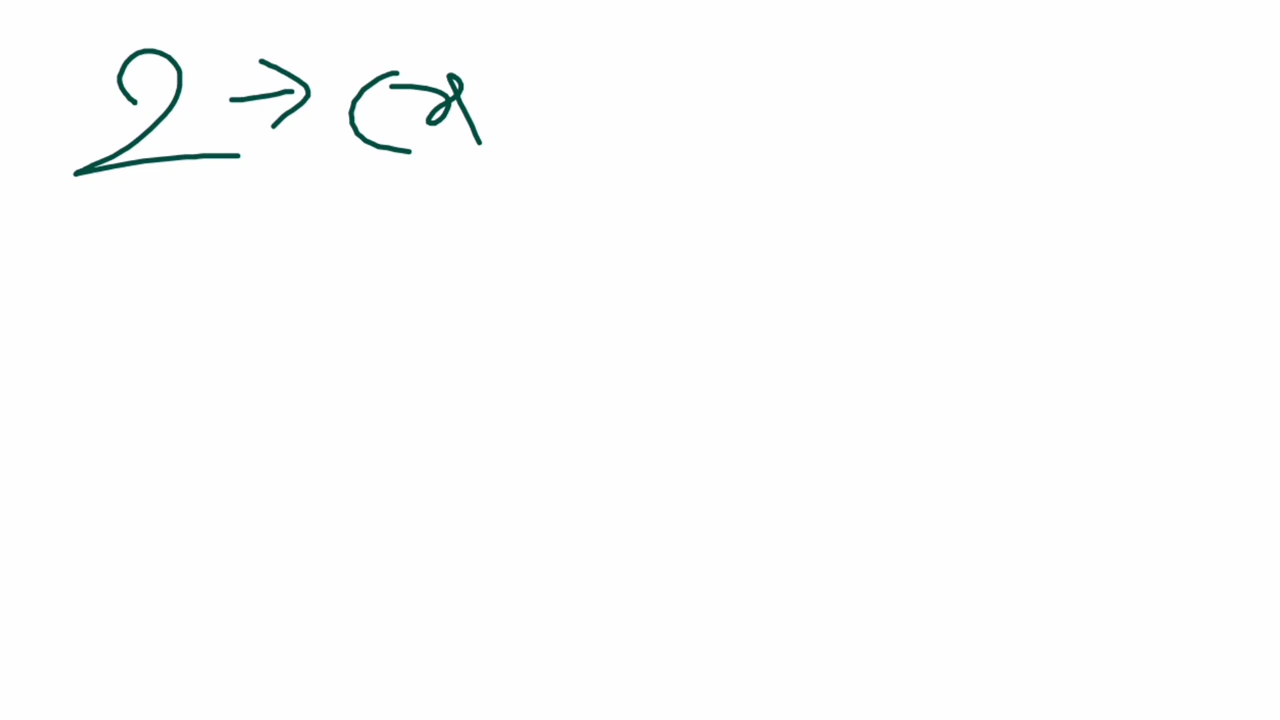 2 → (x